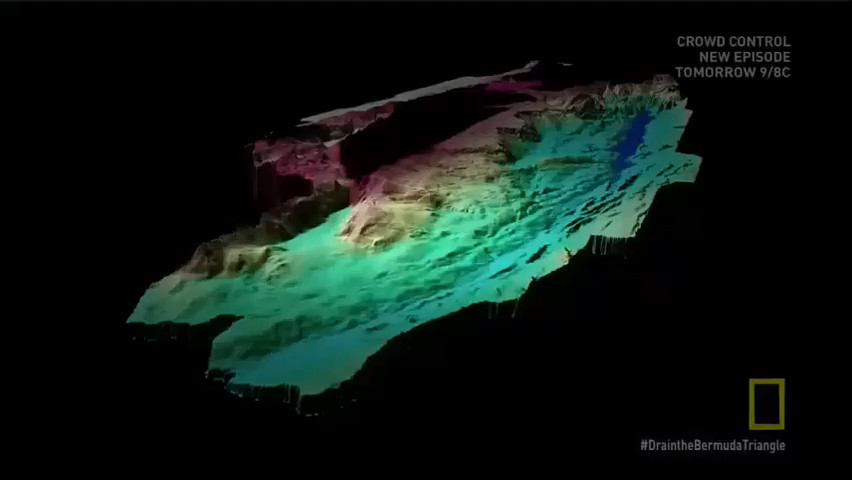 CROWD CONTROL
NEW EPISODE
TOMORROW 9/8C
#DraintheBermudaTriangle